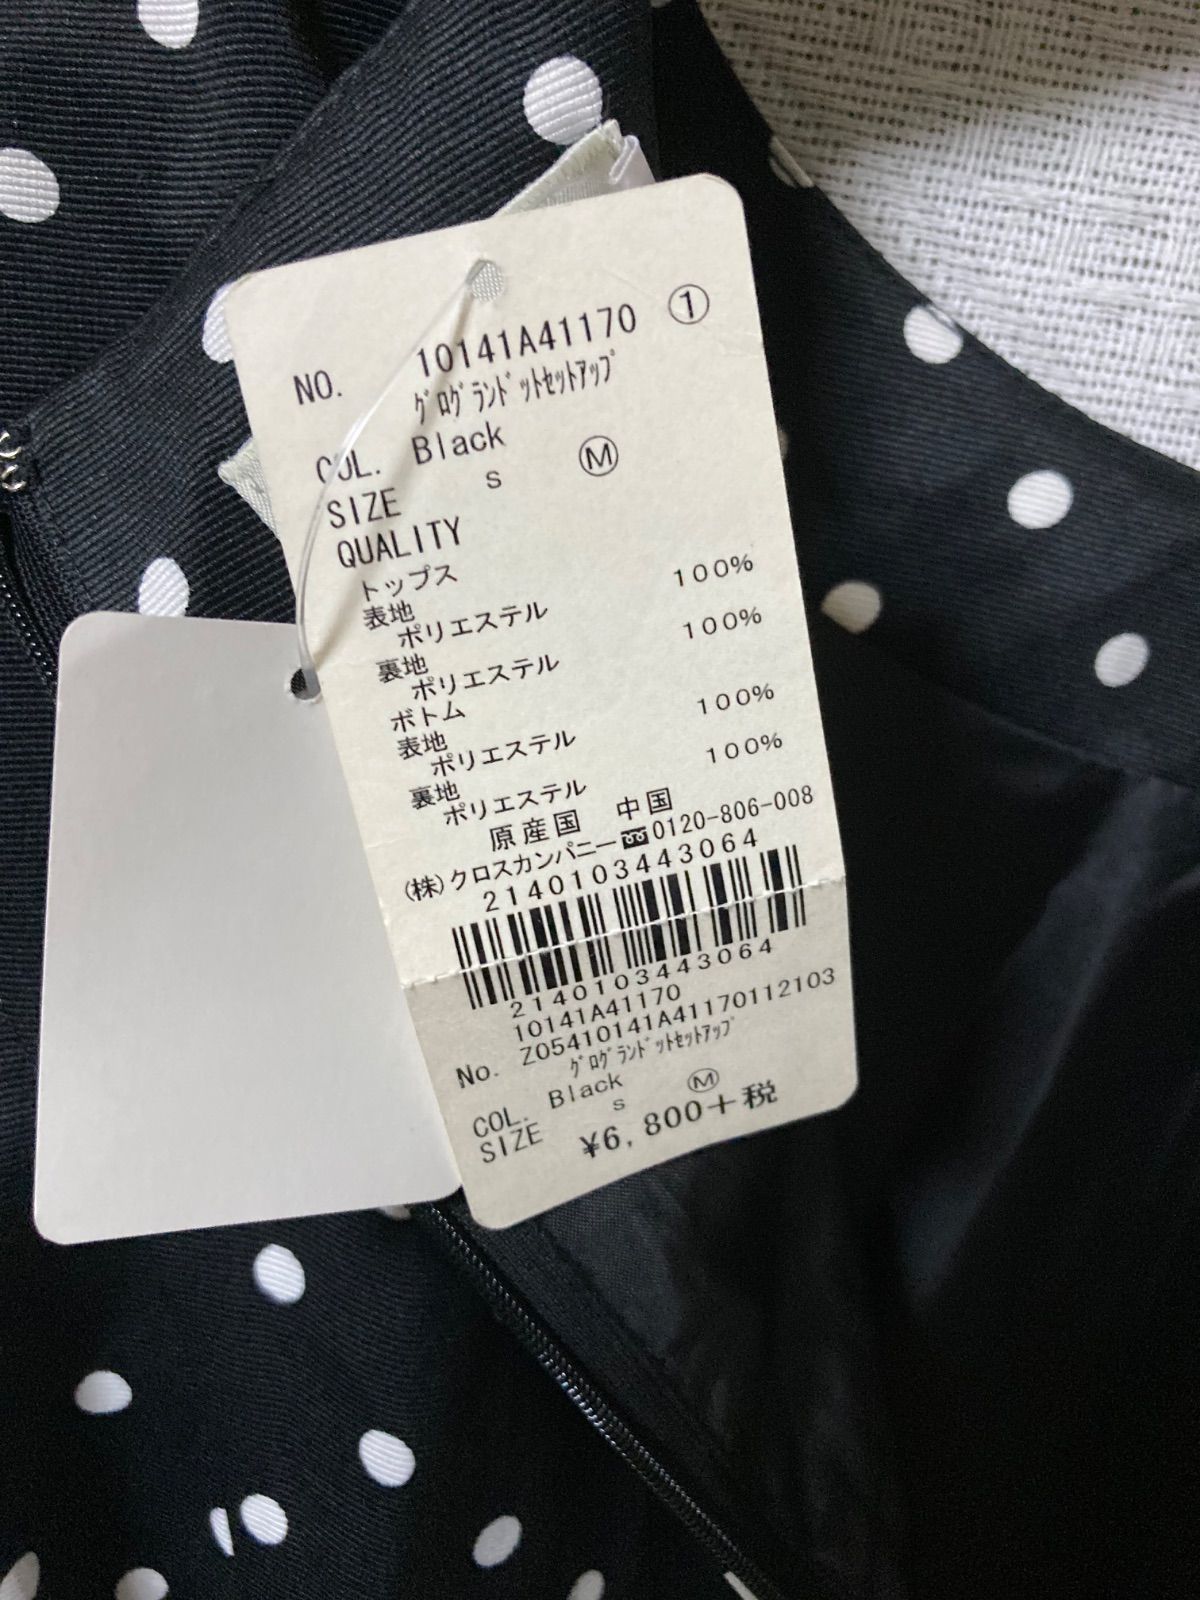 NO. 10141A41170 ①
ｸﾞﾛｸﾞﾗﾝﾄﾞｯﾄｾｯﾄｱｯﾌﾟ
COL. Black
SIZE s Ⓜ
QUALITY
トップス
表地
ポリエステル 100%
裏地
ポリエステル 100%
ボトム
表地
ポリエステル 100%
裏地
ポリエステル 100%
原産国 中国
(株)クロスカンパニー 0120-806-008
2140103443064
2140103443064
10141A41170
No. Z05410141A41170112103
ｸﾞﾛｸﾞﾗﾝﾄﾞｯﾄｾｯﾄｱｯﾌﾟ
COL. Black
SIZE s Ⓜ
¥6,800+税